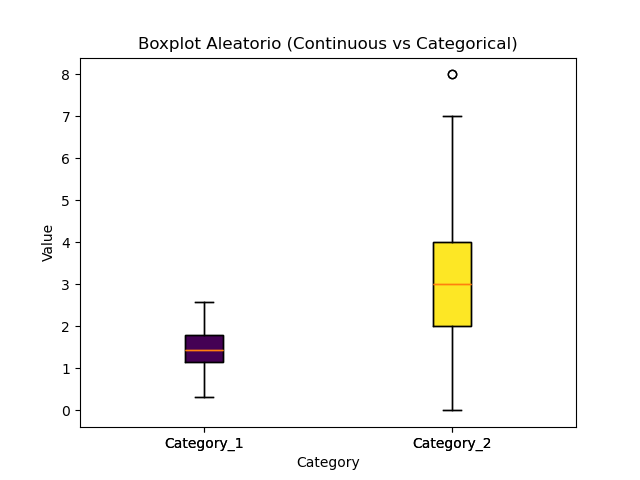 Boxplot Aleatorio (Continuous vs Categorical)
8
7
6
5
4
3
2
1
0
Value
Category_1
Category_2
Category